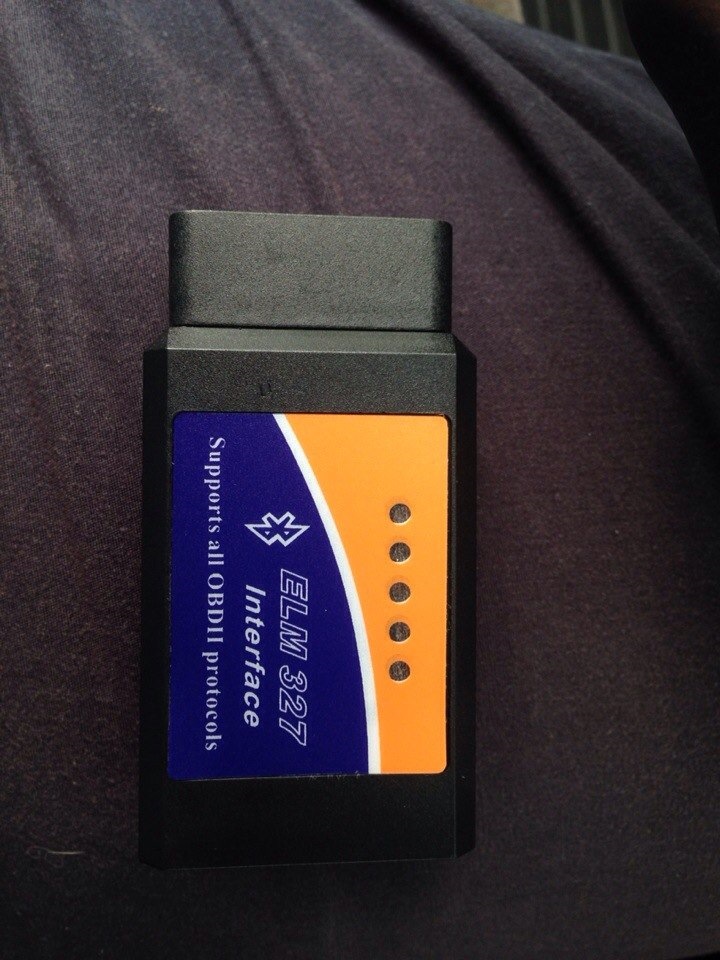 ELM 327
Interface
Supports all OBDII protocols